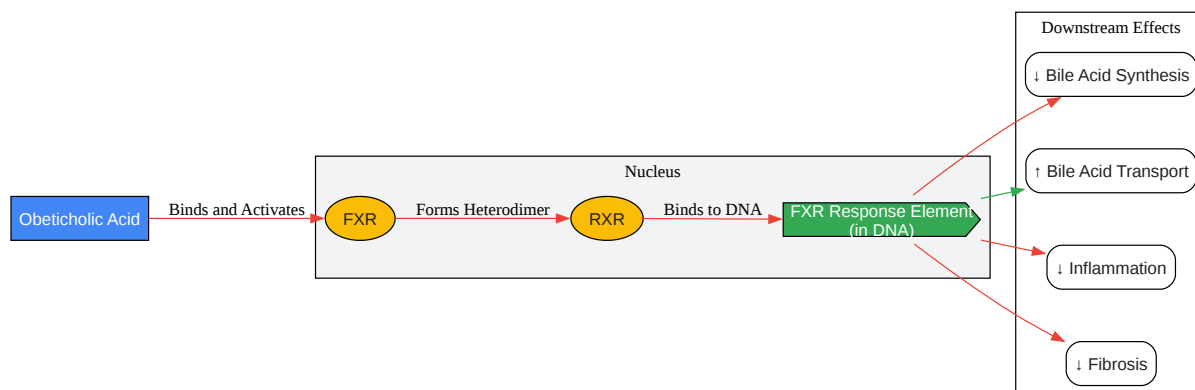 Downstream Effects
↓ Bile Acid Synthesis
↑ Bile Acid Transport
Nucleus
Obeticholic Acid
Binds and Activates
FXR
Forms Heterodimer
RXR
Binds to DNA
FXR Response Element
(in DNA)
↓ Inflammation
↓ Fibrosis